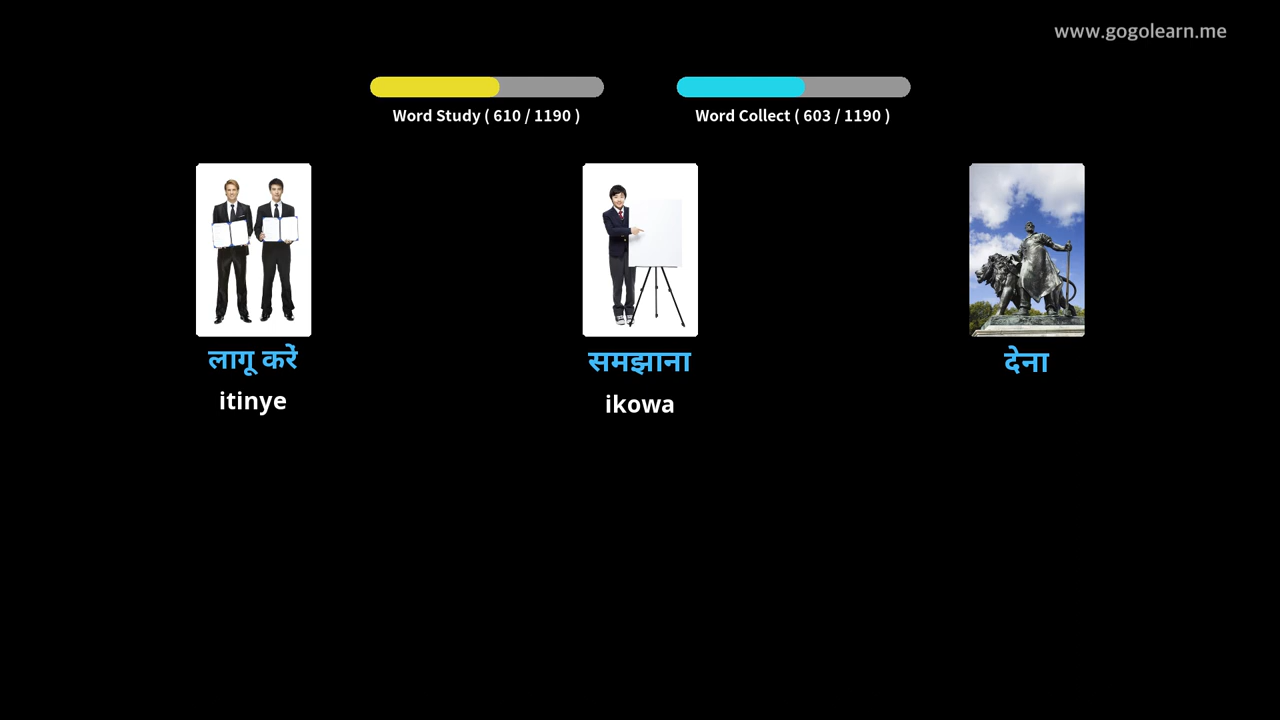 www.gogolearn.me
Word Study ( 610 / 1190 )
Word Collect ( 603 / 1190 )
लागू करें
समझाना
देना
itinye
ikowa